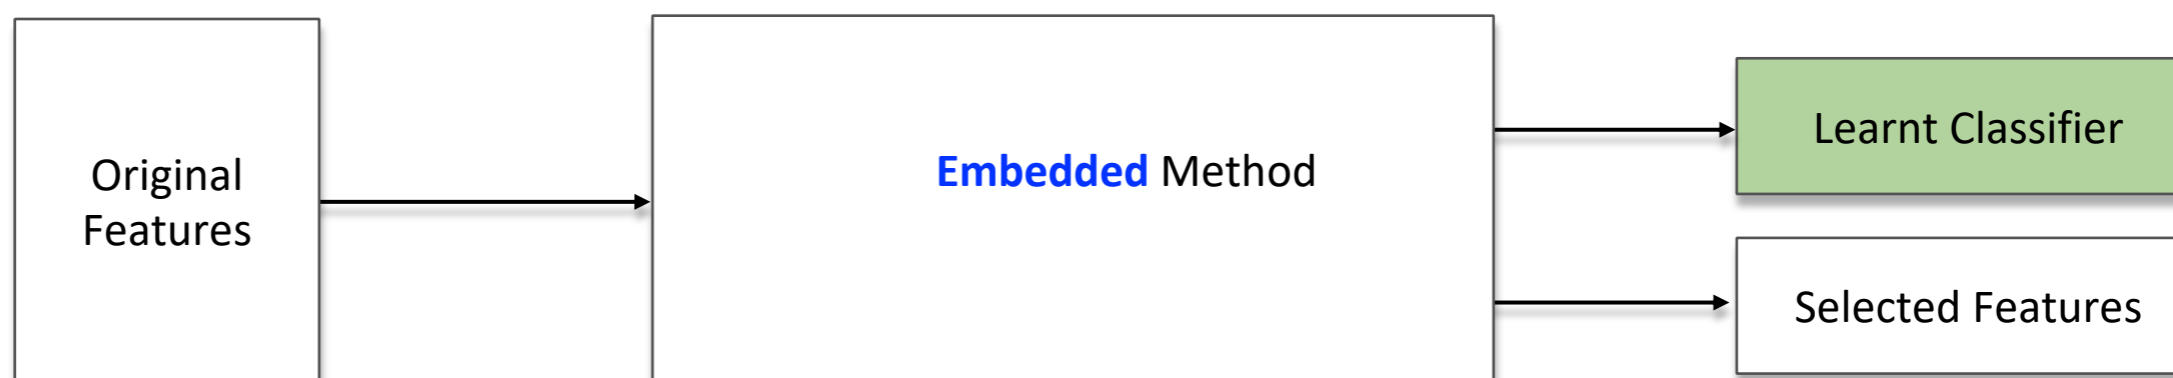 Original
Features
Embedded Method
Learnt Classifier
Selected Features